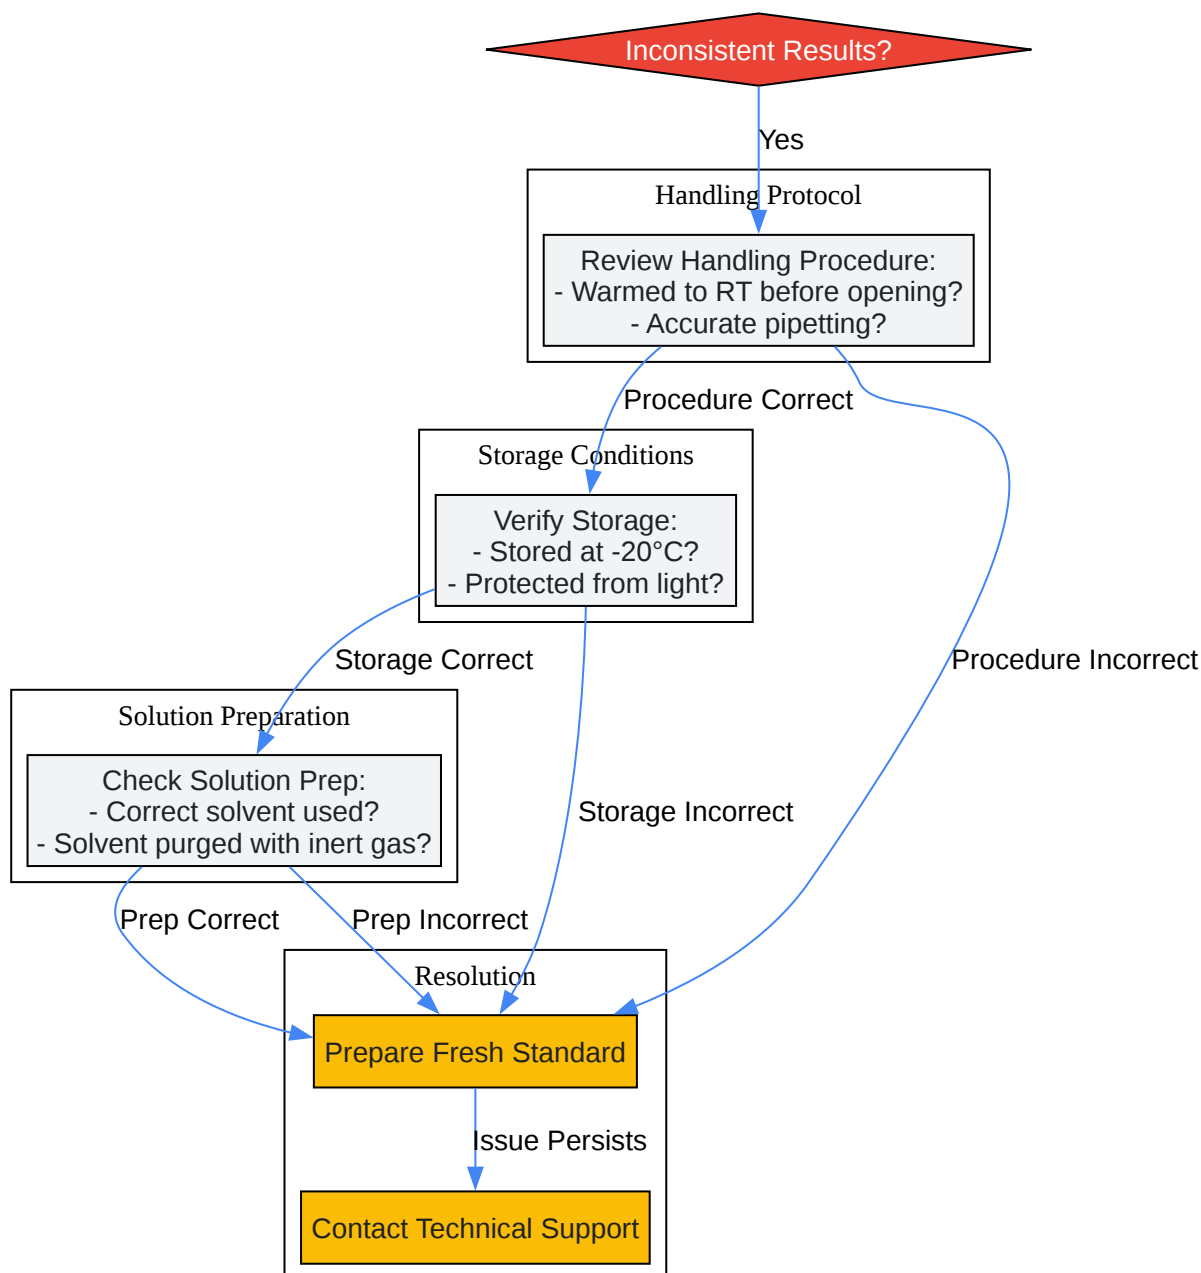 Inconsistent Results?
Yes
Handling Protocol
Review Handling Procedure:
- Warmed to RT before opening?
- Accurate pipetting?
Procedure Correct
Storage Conditions
Verify Storage:
- Stored at -20°C?
- Protected from light?
Storage Correct
Procedure Incorrect
Solution Preparation
Check Solution Prep:
- Correct solvent used?
- Solvent purged with inert gas?
Storage Incorrect
Prep Correct
Prep Incorrect
Resolution
Prepare Fresh Standard
Issue Persists
Contact Technical Support